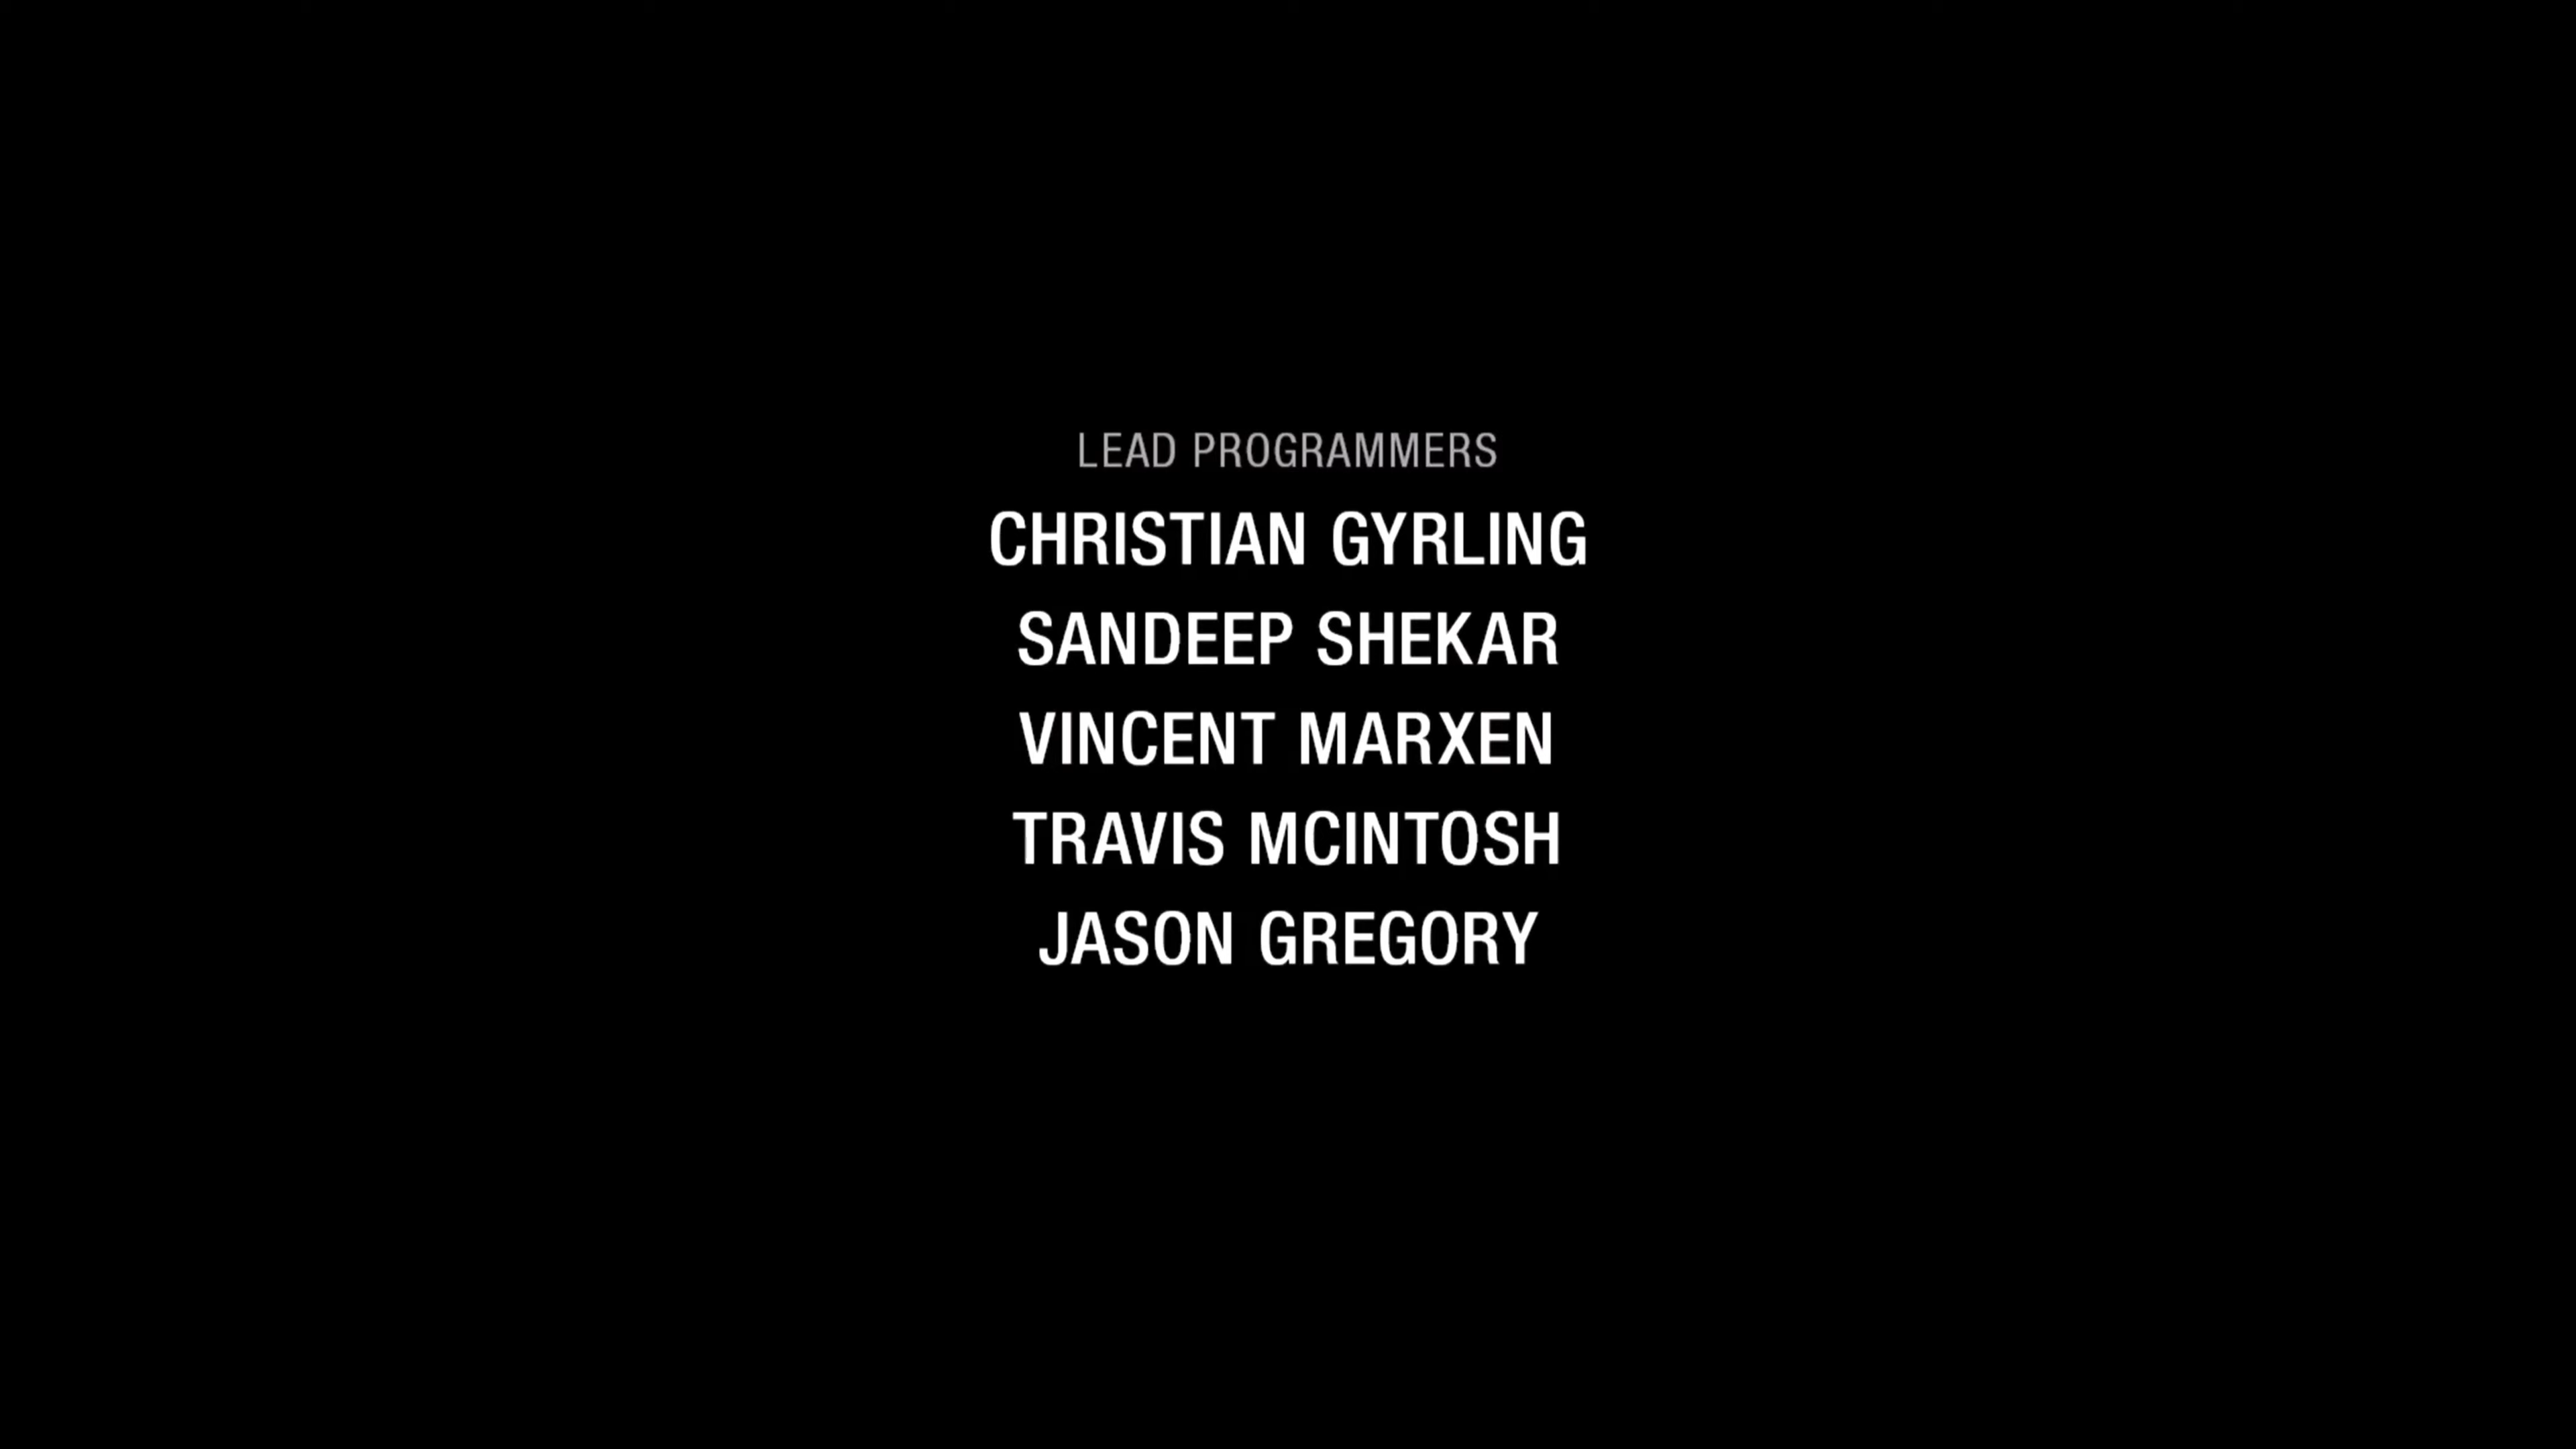 LEAD PROGRAMMERS
CHRISTIAN GYRLING
SANDEEP SHEKAR
VINCENT MARXEN
TRAVIS MCINTOSH
JASON GREGORY